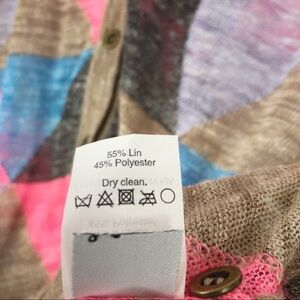 55% Lin
45% Polyester
Dry clean.